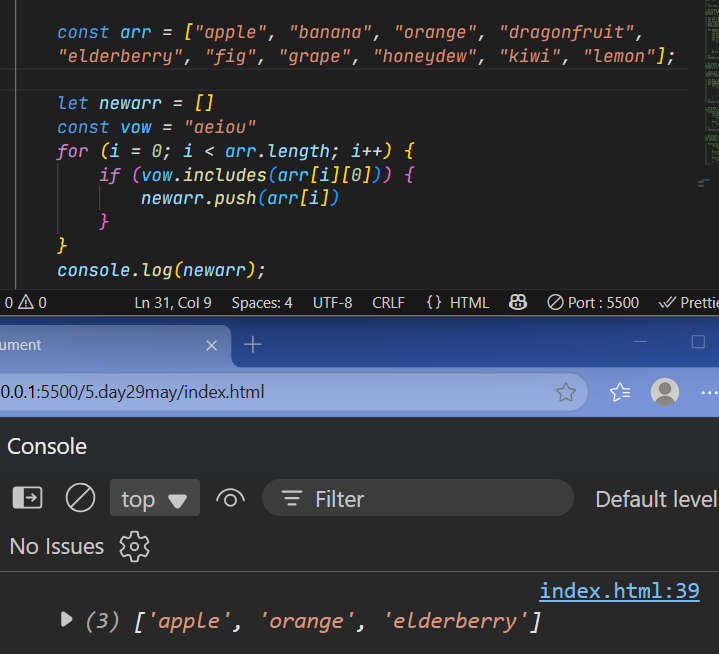 const arr = ["apple", "banana", "orange", "dragonfruit",
"elderberry", "fig", "grape", "honeydew", "kiwi", "lemon"];
let newarr = []
const vow = "aeiou"
for (i = 0; i < arr.length; i++) {
if (vow.includes(arr[i][0])) {
newarr.push(arr[i])
}
}
console.log(newarr);
0 0 Ln 31, Col 9 Spaces: 4 UTF-8 CRLF {} HTML Port : 5500 Prettie
ument
0.0.1:5500/5.day29may/index.html
Console
top Filter Default level
No Issues
index.html:39
(3) ['apple', 'orange', 'elderberry']